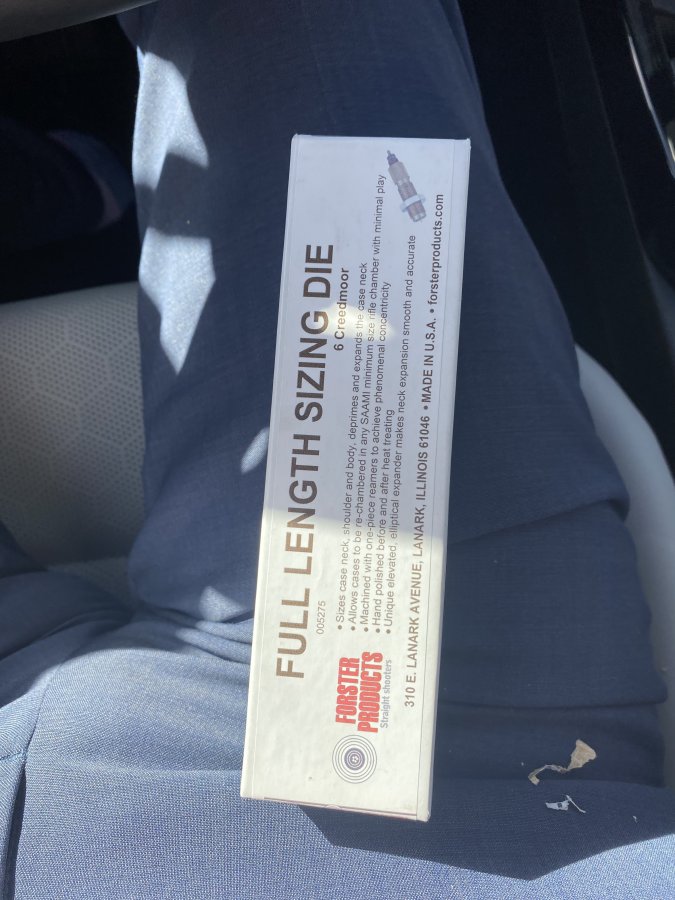 FULL LENGTH SIZING DIE
005275
6 Creedmoor
• Sizes case neck, shoulder and body, deprimes and expands the case neck
• Allows cases to be re-chambered in any SAAMI minimum size rifle chamber with minimal play
• Machined with one-piece reamers to achieve phenomenal concentricity
• Hand polished before and after heat treating
• Unique elevated, elliptical expander makes neck expansion smooth and accurate
FORSTER
PRODUCTS
Straight shooters
310 E. LANARK AVENUE, LANARK, ILLINOIS 61046 • MADE IN U.S.A. • forsterproducts.com